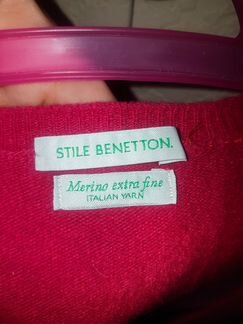 STILE BENETTON.
Merino extra fine
ITALIAN YARN